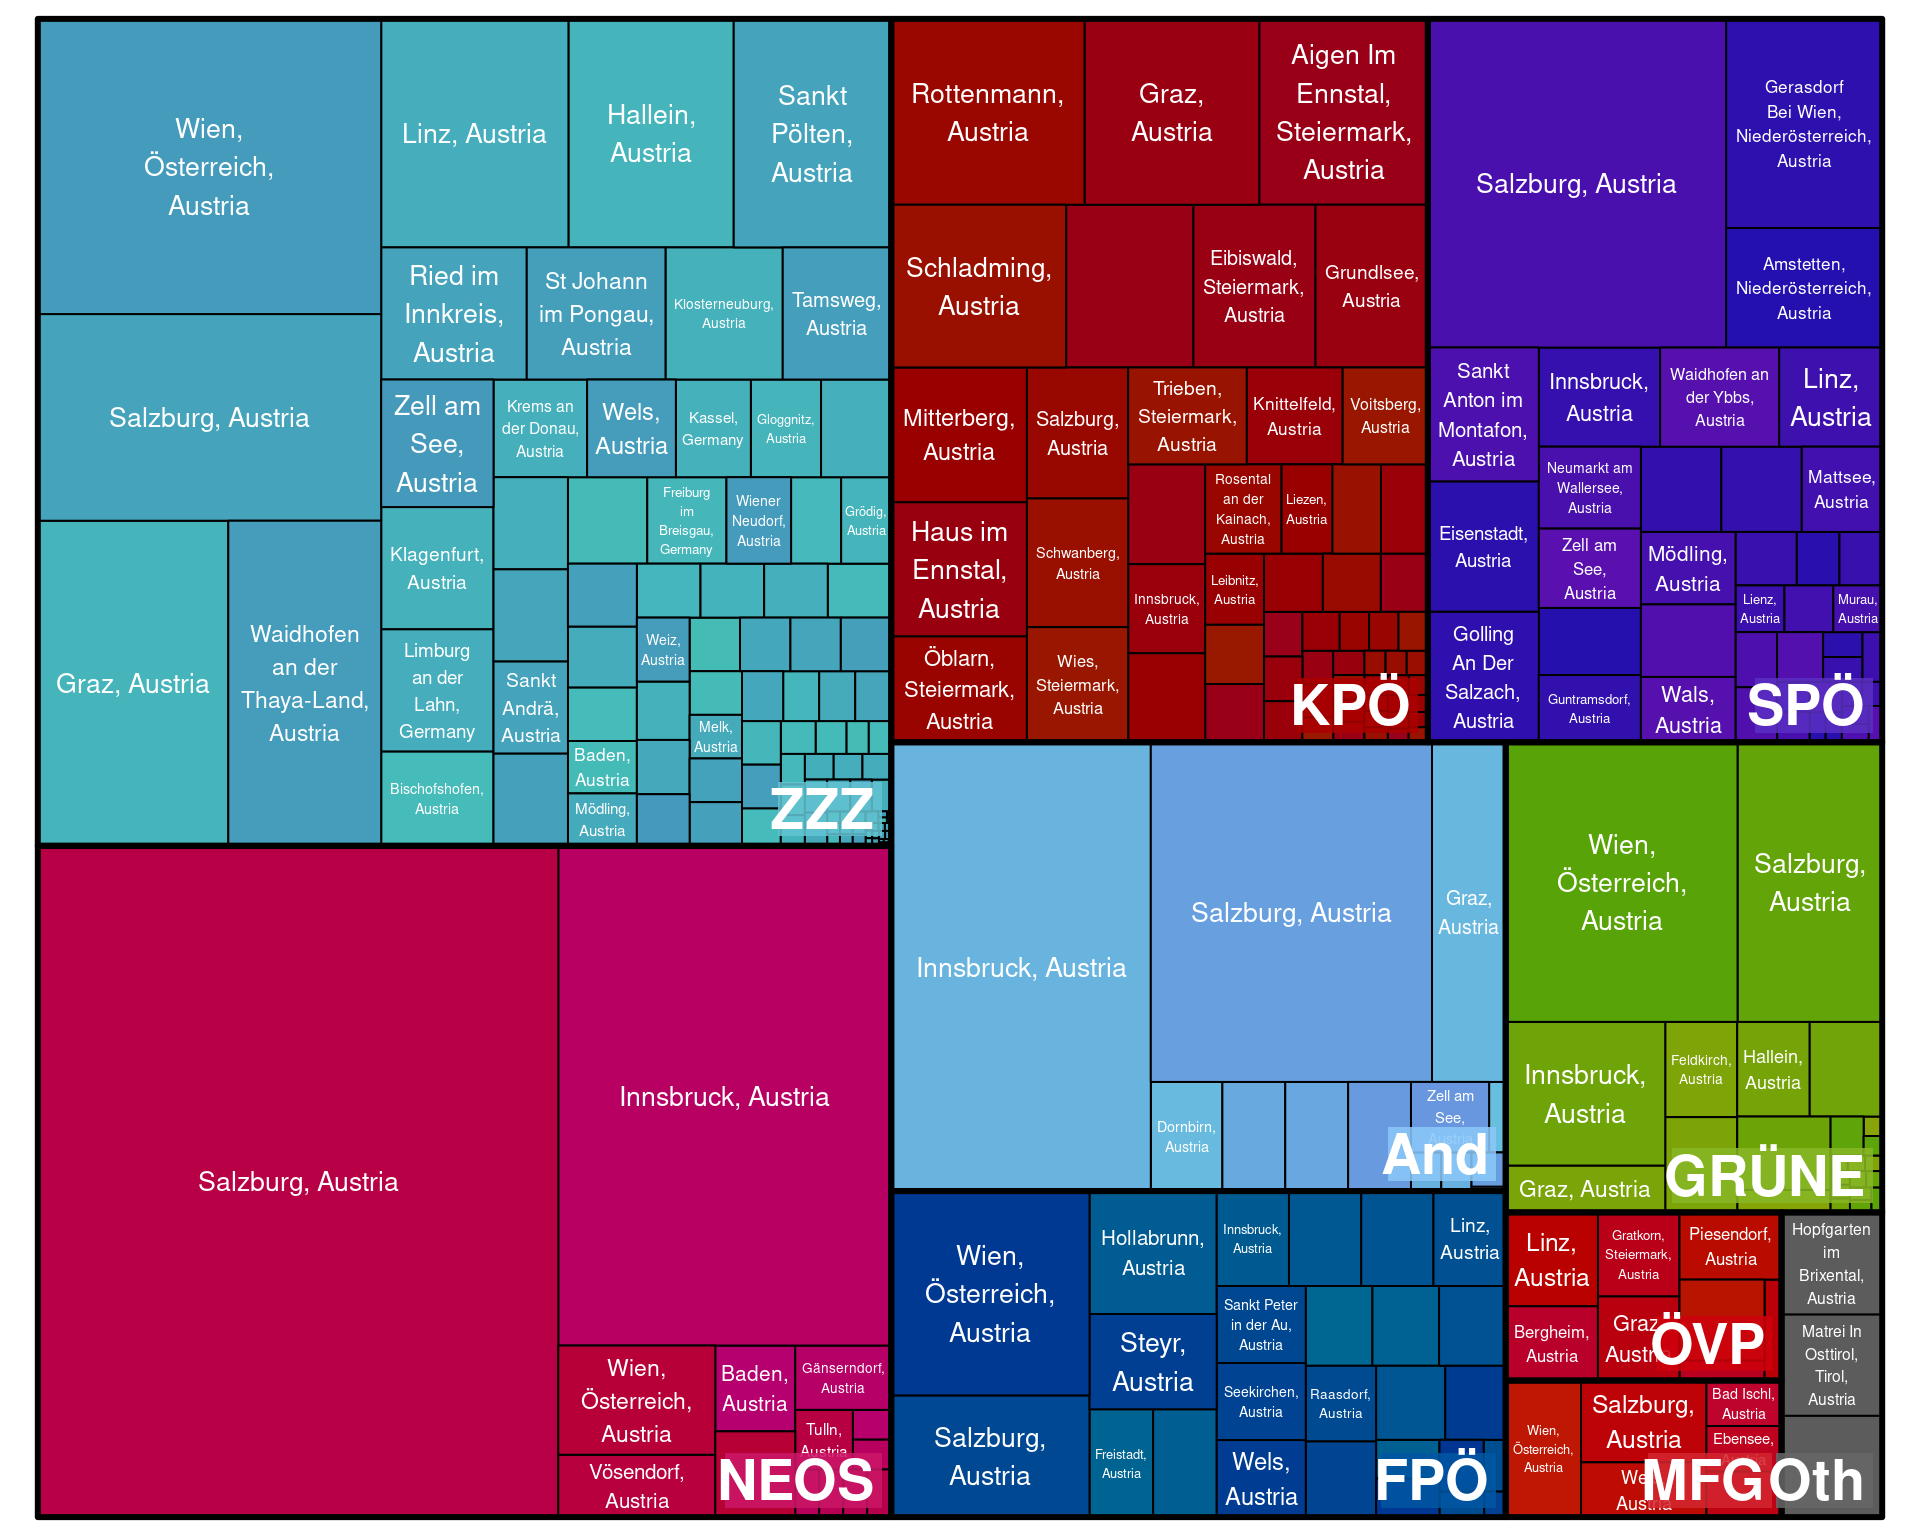 Wien,
Österreich,
Austria
Linz, Austria
Hallein,
Austria
Sankt
Pölten,
Austria
Salzburg, Austria
Ried im
Innkreis,
Austria
St Johann
im Pongau,
Austria
Klosterneuburg,
Austria
Tamsweg,
Austria
Zell am
See,
Austria
Krems an
der Donau,
Austria
Wels,
Austria
Kassel,
Germany
Gloggnitz,
Austria
Graz, Austria
Waidhofen
an der
Thaya-Land,
Austria
Klagenfurt,
Austria
Freiburg
im
Breisgau,
Germany
Wiener
Neudorf,
Austria
Grödig,
Austria
Limburg
an der
Lahn,
Germany
Sankt
Andrä,
Austria
Weiz,
Austria
Melk,
Austria
Bischofshofen,
Austria
Baden,
Austria
Mödling,
Austria
ZZZ
Rottenmann,
Austria
Graz,
Austria
Aigen Im
Ennstal,
Steiermark,
Austria
Schladming,
Austria
Eibiswald,
Steiermark,
Austria
Grundlsee,
Austria
Mitterberg,
Austria
Salzburg,
Austria
Trieben,
Steiermark,
Austria
Knittelfeld,
Austria
Voitsberg,
Austria
Haus im
Ennstal,
Austria
Schwanberg,
Austria
Rosental
an der
Kainach,
Austria
Liezen,
Austria
Innsbruck,
Austria
Leibnitz,
Austria
Öblarn,
Steiermark,
Austria
Wies,
Steiermark,
Austria
KPÖ
Salzburg, Austria
Gerasdorf
Bei Wien,
Niederösterreich,
Austria
Amstetten,
Niederösterreich,
Austria
Sankt
Anton im
Montafon,
Austria
Innsbruck,
Austria
Waidhofen an
der Ybbs,
Austria
Linz,
Austria
Neumarkt am
Wallersee,
Austria
Mattsee,
Austria
Eisenstadt,
Austria
Zell am
See,
Austria
Mödling,
Austria
Lienz,
Austria
Murau,
Austria
Golling
An Der
Salzach,
Austria
Guntramsdorf,
Austria
Wals,
Austria
SPÖ
Salzburg, Austria
Innsbruck, Austria
Wien,
Österreich,
Austria
Baden,
Austria
Gänserndorf,
Austria
Tulln,
Austria
Vösendorf,
Austria
NEOS
Innsbruck, Austria
Salzburg, Austria
Graz,
Austria
Dornbirn,
Austria
Zell am
See,
Austria
And
Wien,
Österreich,
Austria
Salzburg,
Austria
Innsbruck,
Austria
Feldkirch,
Austria
Hallein,
Austria
Graz, Austria
GRÜNE
Wien,
Österreich,
Austria
Hollabrunn,
Austria
Innsbruck,
Austria
Linz,
Austria
Steyr,
Austria
Sankt Peter
in der Au,
Austria
Salzburg,
Austria
Seekirchen,
Austria
Raasdorf,
Austria
Freistadt,
Austria
Wels,
Austria
FPÖ
Linz,
Austria
Gratkorn,
Steiermark,
Austria
Piesendorf,
Austria
Bergheim,
Austria
Graz,
Austria
ÖVP
Wien,
Österreich,
Austria
Salzburg,
Austria
Bad Ischl,
Austria
Ebensee,
Austria
MFG
Hopfgarten
im
Brixental,
Austria
Matrei In
Osttirol,
Tirol,
Austria
Oth